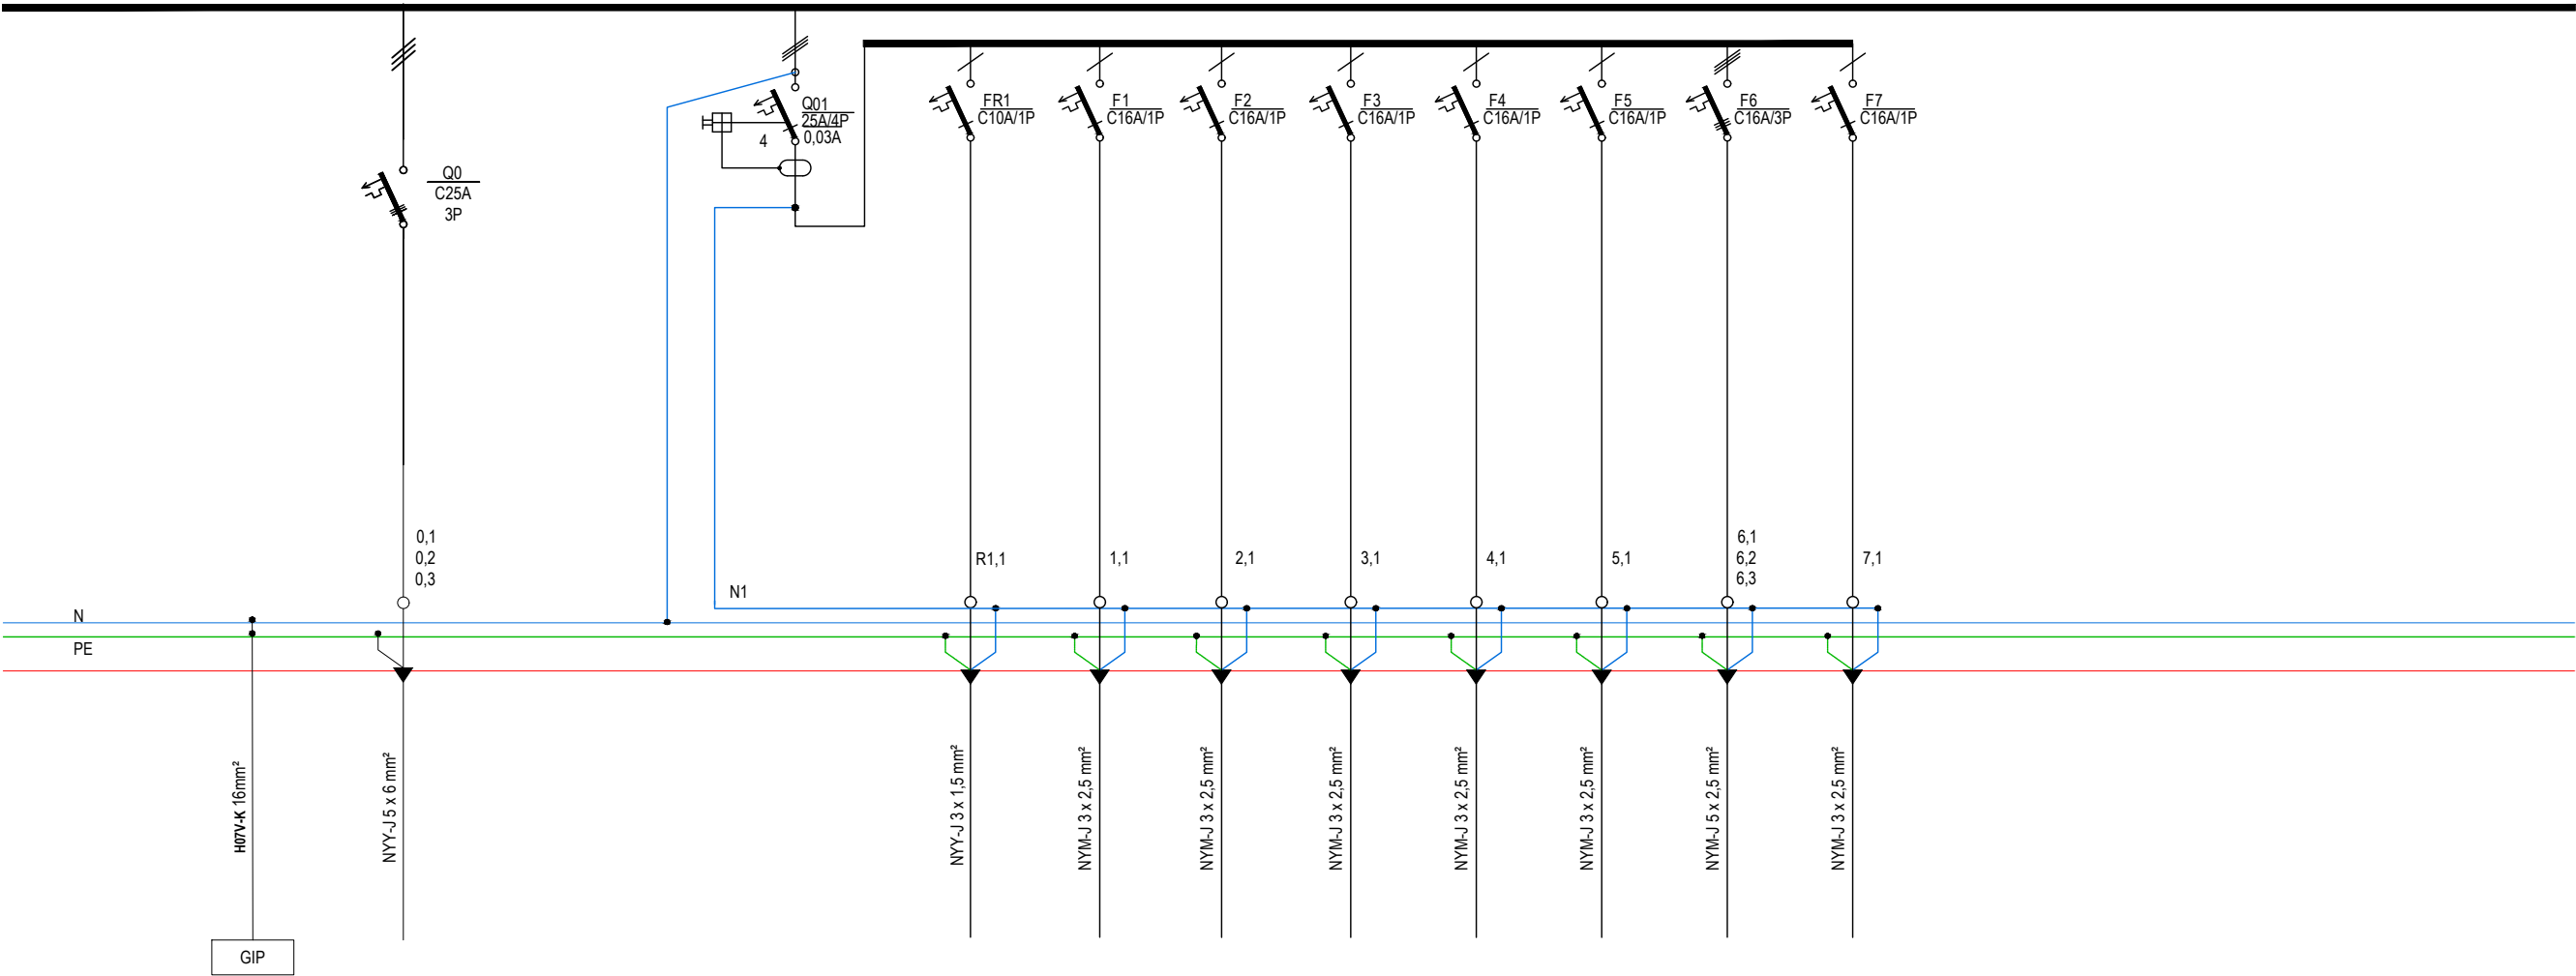 Q0
C25A
3P
Q01
25A/4P
0,03A
4
FR1
C10A/1P
F1
C16A/1P
F2
C16A/1P
F3
C16A/1P
F4
C16A/1P
F5
C16A/1P
F6
C16A/3P
F7
C16A/1P
0,1
0,2
0,3
R1,1
1,1
2,1
3,1
4,1
5,1
6,1
6,2
6,3
7,1
N1
N
PE
H07V-K 16mm²
NYY-J 5 x 6 mm²
NYY-J 3 x 1,5 mm²
NYM-J 3 x 2,5 mm²
NYM-J 3 x 2,5 mm²
NYM-J 3 x 2,5 mm²
NYM-J 3 x 2,5 mm²
NYM-J 3 x 2,5 mm²
NYM-J 5 x 2,5 mm²
NYM-J 3 x 2,5 mm²
GIP